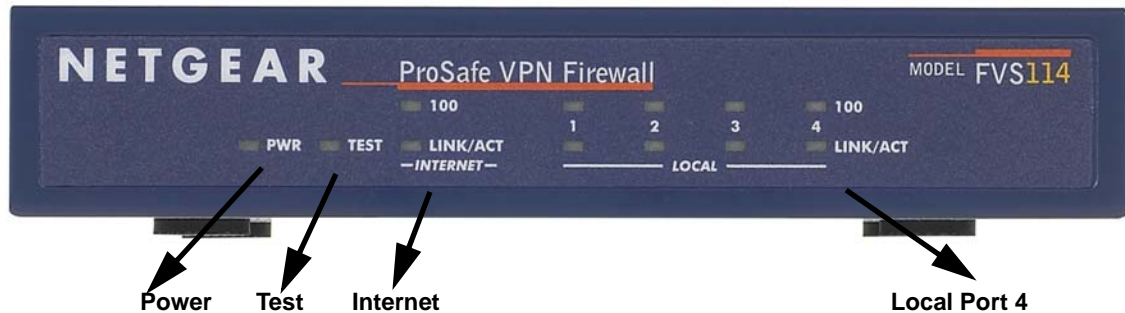 NETGEAR
ProSafe VPN Firewall
MODEL FVS114
100
100
1 2 3 4
PWR
TEST
LINK/ACT
LINK/ACT
INTERNET
LOCAL
Power
Test
Internet
Local Port 4